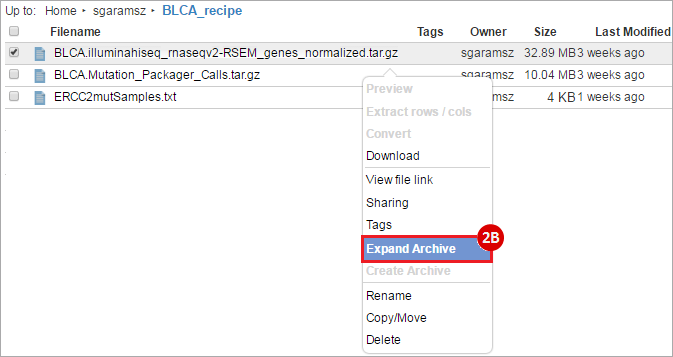 Up to: Home ▸ sgaramsz ▸ BLCA_recipe
Filename Tags Owner Size Last Modified
BLCA.illuminahiseq_rnaseqv2-RSEM_genes_normalized.tar.gz sgaramsz 32.89 MB 3 weeks ago
BLCA.Mutation_Packager_Calls.tar.gz sgaramsz 10.04 MB 3 weeks ago
ERCC2mutSamples.txt sgaramsz 4 KB 1 weeks ago
Preview
Extract rows / cols
Convert
Download
View file link
Sharing
Tags
2B
Expand Archive
Create Archive
Rename
Copy/Move
Delete